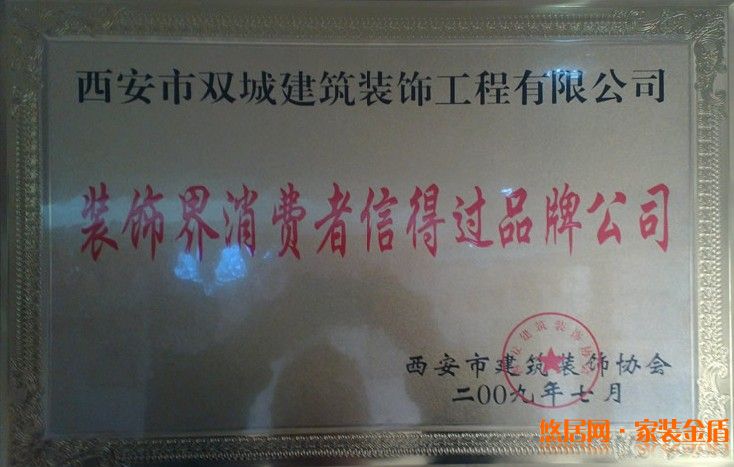 西安市双城建筑装饰工程有限公司
装饰界消费者信得过品牌公司
西安市建筑装饰协会
二00九年七月
悠居网·家装金盾